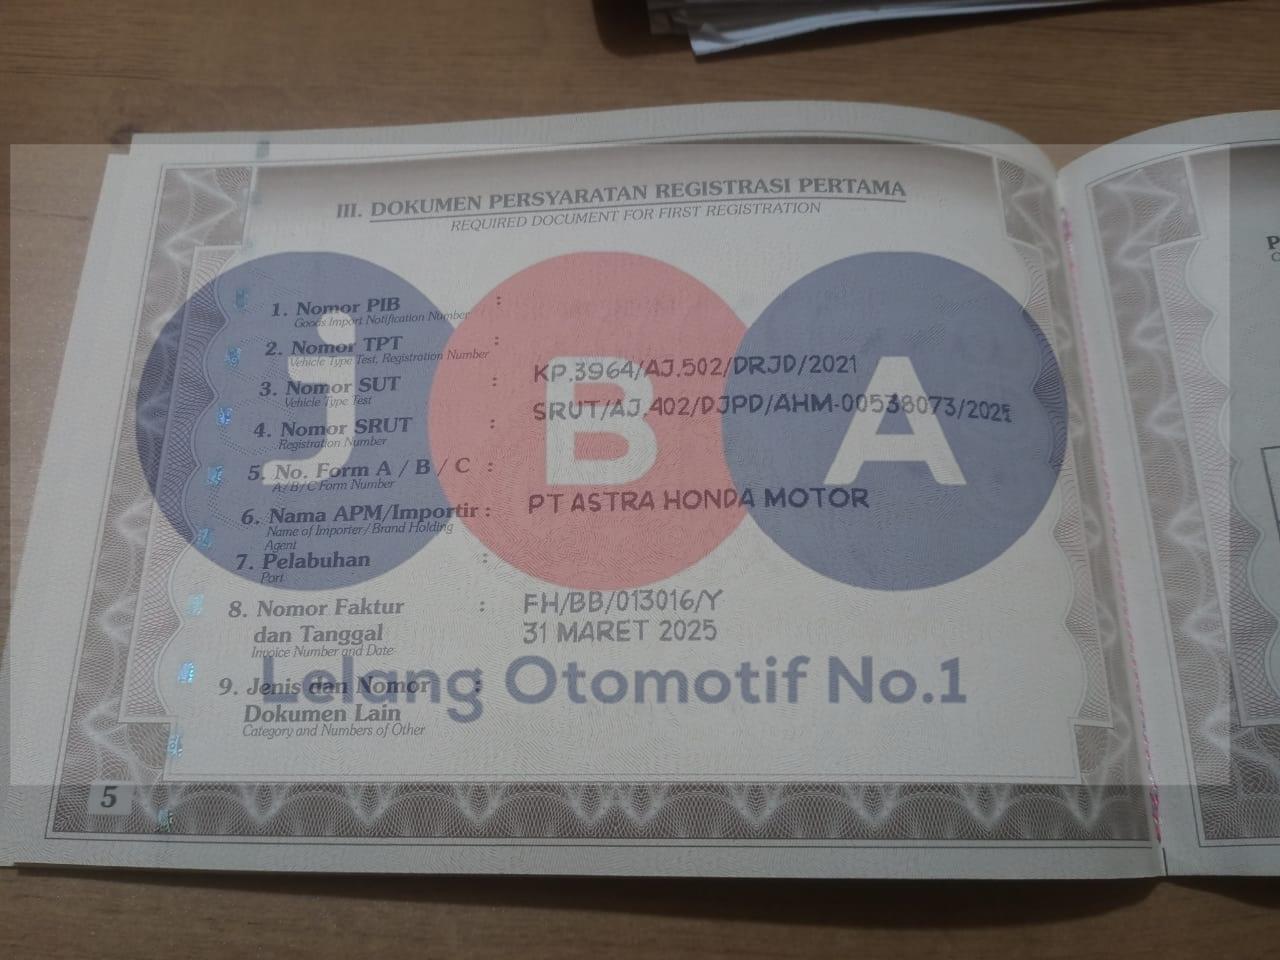 III. DOKUMEN PERSYARATAN REGISTRASI PERTAMA
REQUIRED DOCUMENT FOR FIRST REGISTRATION
1. Nomor PIB :
Goods Import Notification Number
2. Nomor TPT :
Vehicle Type Test, Registration Number
3. Nomor SUT : KP.3964/AJ.502/DRJD/2021
Vehicle Type Test
4. Nomor SRUT : SRUT/AJ.402/DJPD/AHM-00538073/2025
Registration Number
5. No. Form A / B / C :
A / B / C Form Number
6. Nama APM/Importir : PT ASTRA HONDA MOTOR
Name of Importer / Brand Holding
Agent
7. Pelabuhan :
Port
8. Nomor Faktur : FH/BB/013016/Y
dan Tanggal 31 MARET 2025
Invoice Number and Date
9. Jenis dan Nomor :
Dokumen Lain
Category and Numbers of Other
5
JBA
Lelang Otomotif No.1